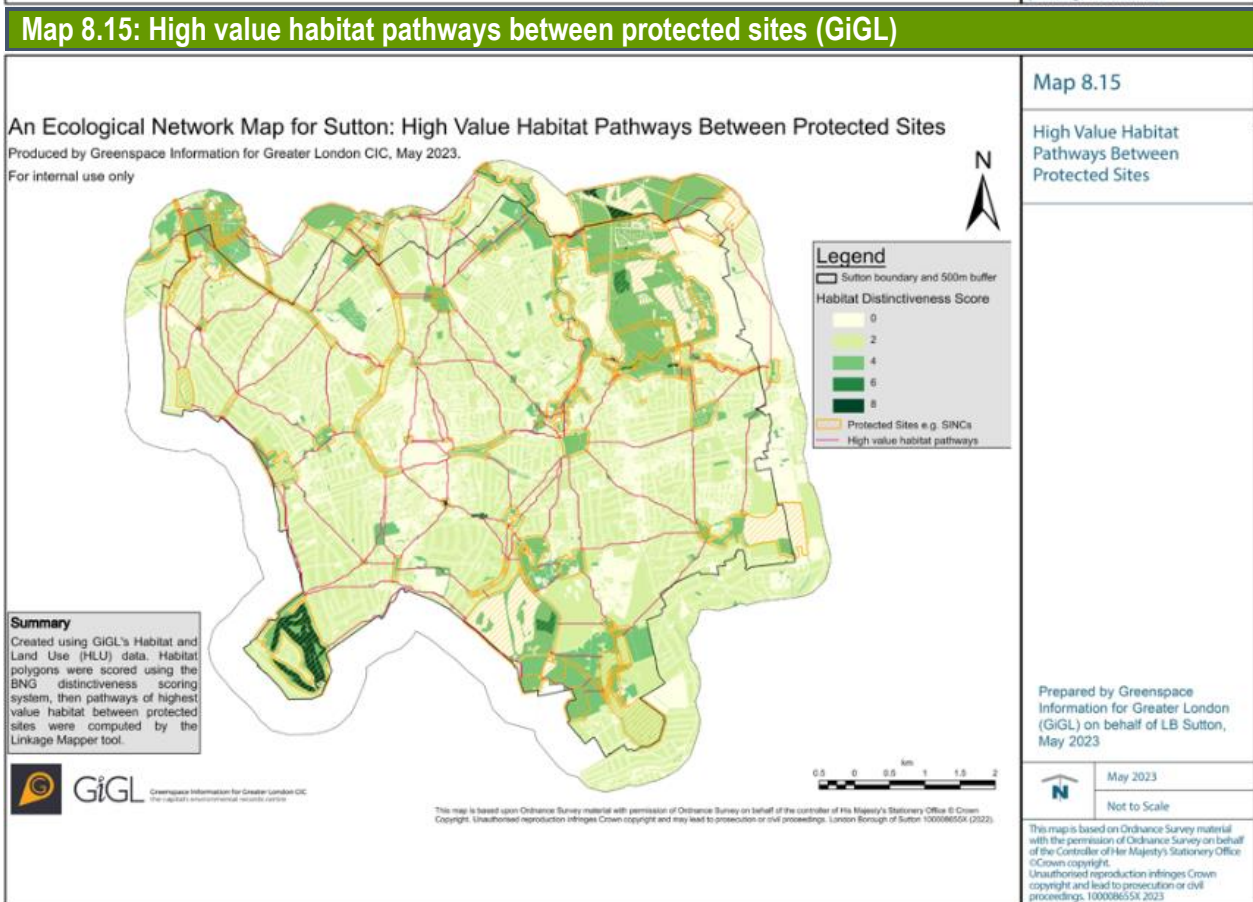 Map 8.15: High value habitat pathways between protected sites (GiGL)
An Ecological Network Map for Sutton: High Value Habitat Pathways Between Protected Sites
Produced by Greenspace Information for Greater London CIC, May 2023.
For internal use only
N
Legend
Sutton boundary and 500m buffer
Habitat Distinctiveness Score
0
2
4
6
8
Protected Sites e.g. SINCs
High value habitat pathways
Summary
Created using GiGL's Habitat and
Land Use (HLU) data. Habitat
polygons were scored using the
BNG distinctiveness scoring
system, then pathways of highest
value habitat between protected
sites were computed by the
Linkage Mapper tool.
GiGL
Greenspace Information for Greater London CIC
the capital's environmental records centre
km
0.5 0 0.5 1 1.5 2
This map is based upon Ordnance Survey material with permission of Ordnance Survey on behalf of the controller of His Majesty's Stationery Office © Crown
Copyright. Unauthorised reproduction infringes Crown copyright and may lead to prosecution or civil proceedings. London Borough of Sutton 100008655X (2022).
Map 8.15
High Value Habitat
Pathways Between
Protected Sites
Prepared by Greenspace
Information for Greater London
(GiGL) on behalf of LB Sutton,
May 2023
N
May 2023
Not to Scale
This map is based on Ordnance Survey material
with the permission of Ordnance Survey on behalf
of the Controller of Her Majesty's Stationery Office
©Crown copyright.
Unauthorised reproduction infringes Crown
copyright and lead to prosecution or civil
proceedings. 100008655X 2023